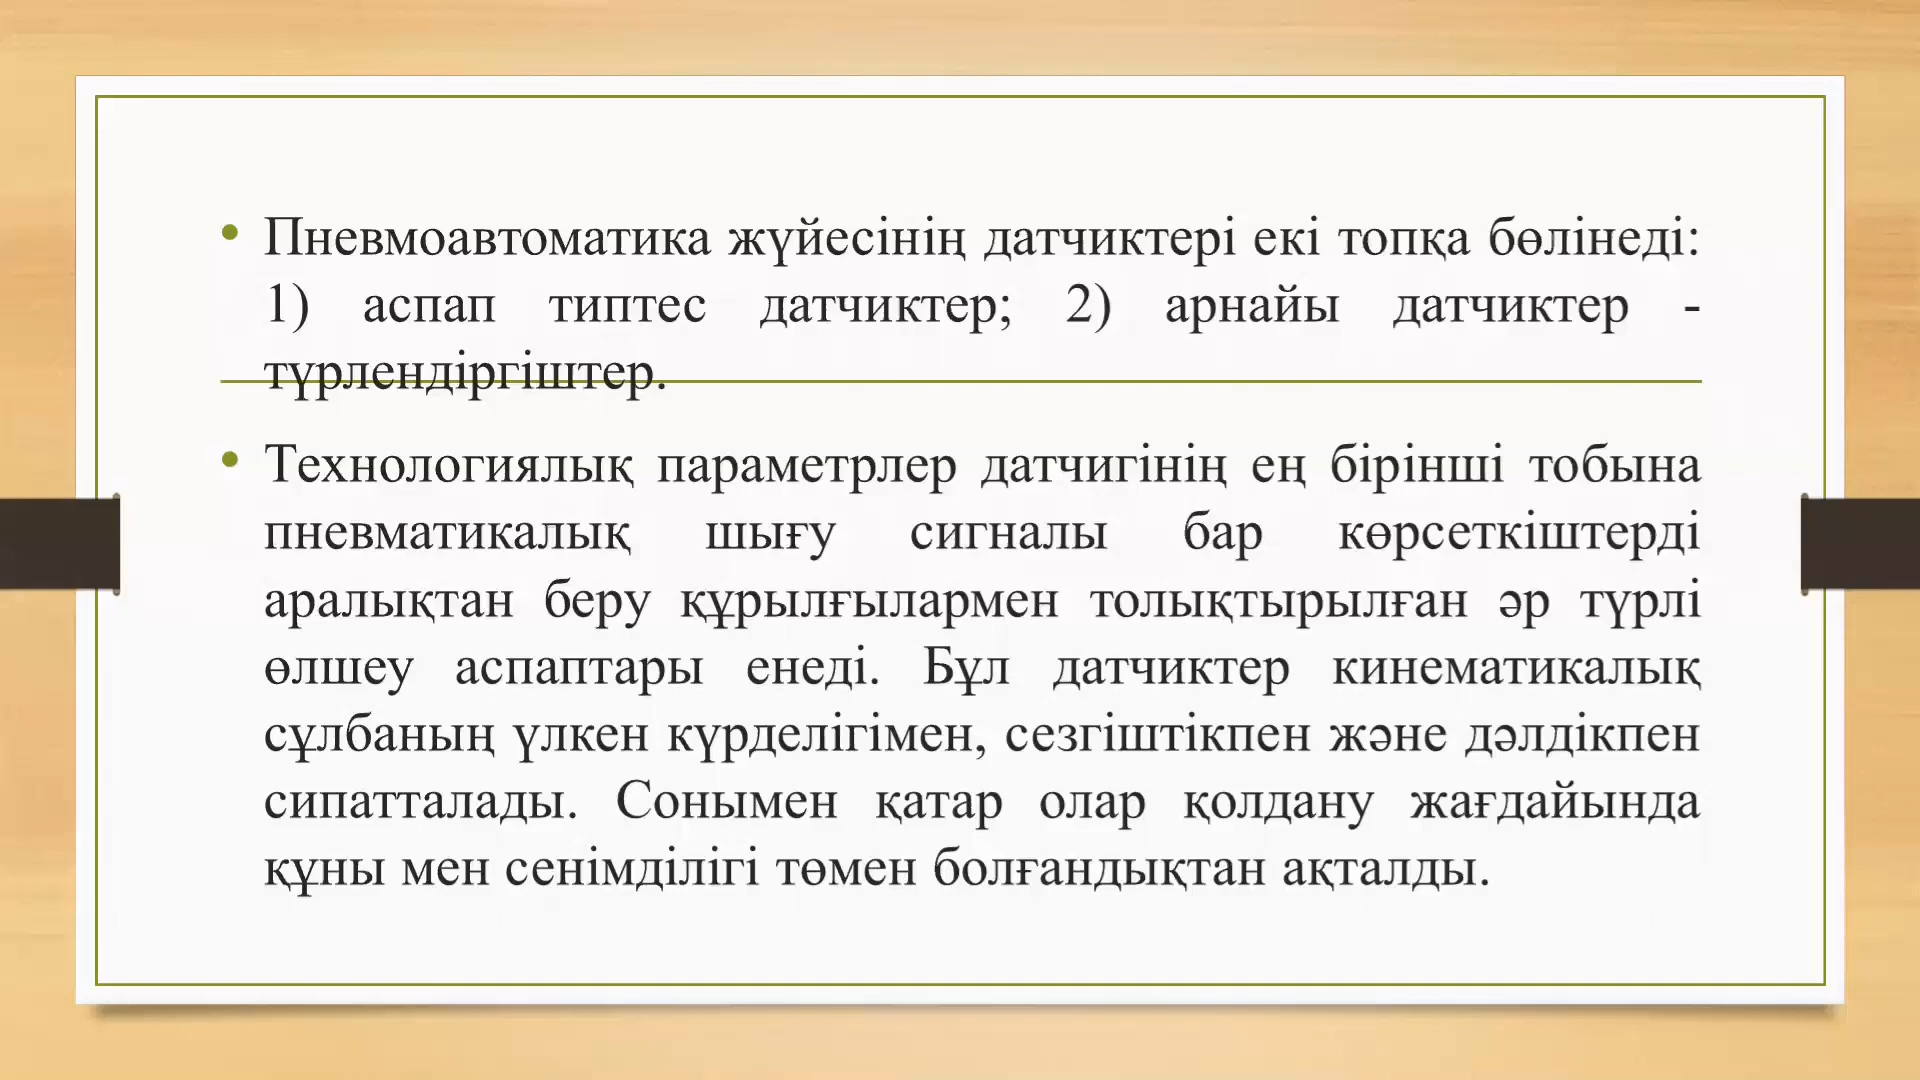 • Пневмоавтоматика жүйесінің датчиктері екі топқа бөлінеді:
1) аспап типтес датчиктер; 2) арнайы датчиктер -
түрлендіргіштер.
• Технологиялық параметрлер датчигінің ең бірінші тобына
пневматикалық шығу сигналы бар көрсеткіштерді
аралықтан беру құрылғылармен толықтырылған әр түрлі
өлшеу аспаптары енеді. Бұл датчиктер кинематикалық
сұлбаның үлкен күрделігімен, сезгіштікпен және дәлдікпен
сипатталады. Сонымен қатар олар қолдану жағдайында
құны мен сенімділігі төмен болғандықтан ақталды.